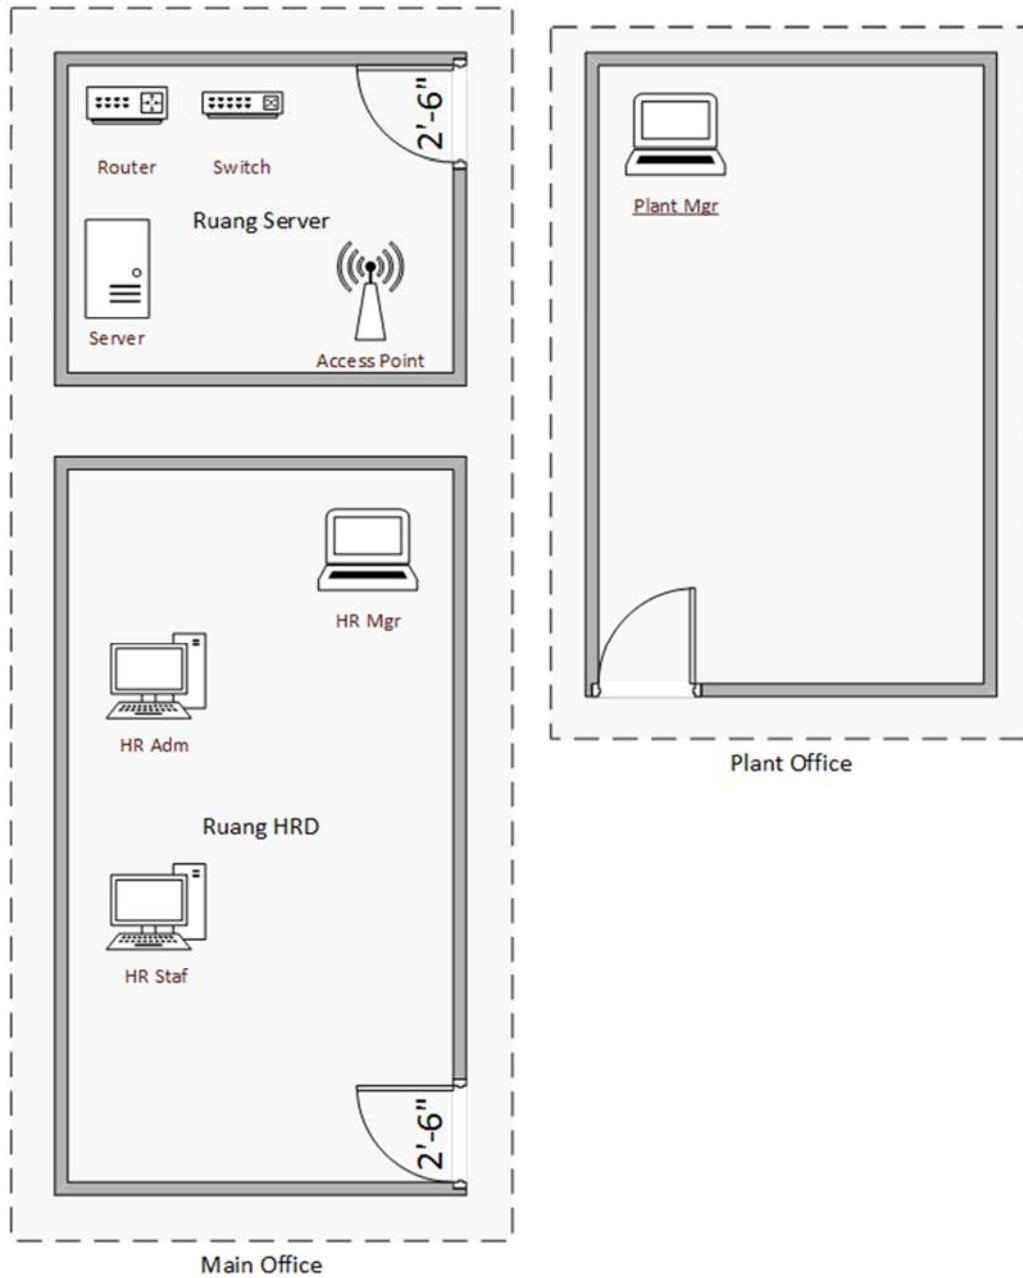 2'-6"
Router
Switch
Ruang Server
Server
Access Point
HR Mgr
HR Adm
Ruang HRD
HR Staf
2'-6"
Main Office
Plant Mgr
Plant Office